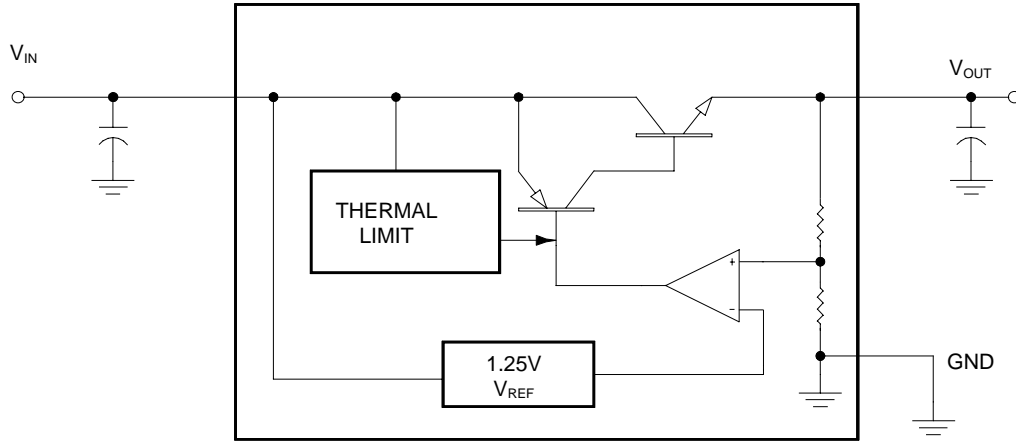 V_IN
V_OUT
THERMAL
LIMIT
+
−
1.25V
V_REF
GND